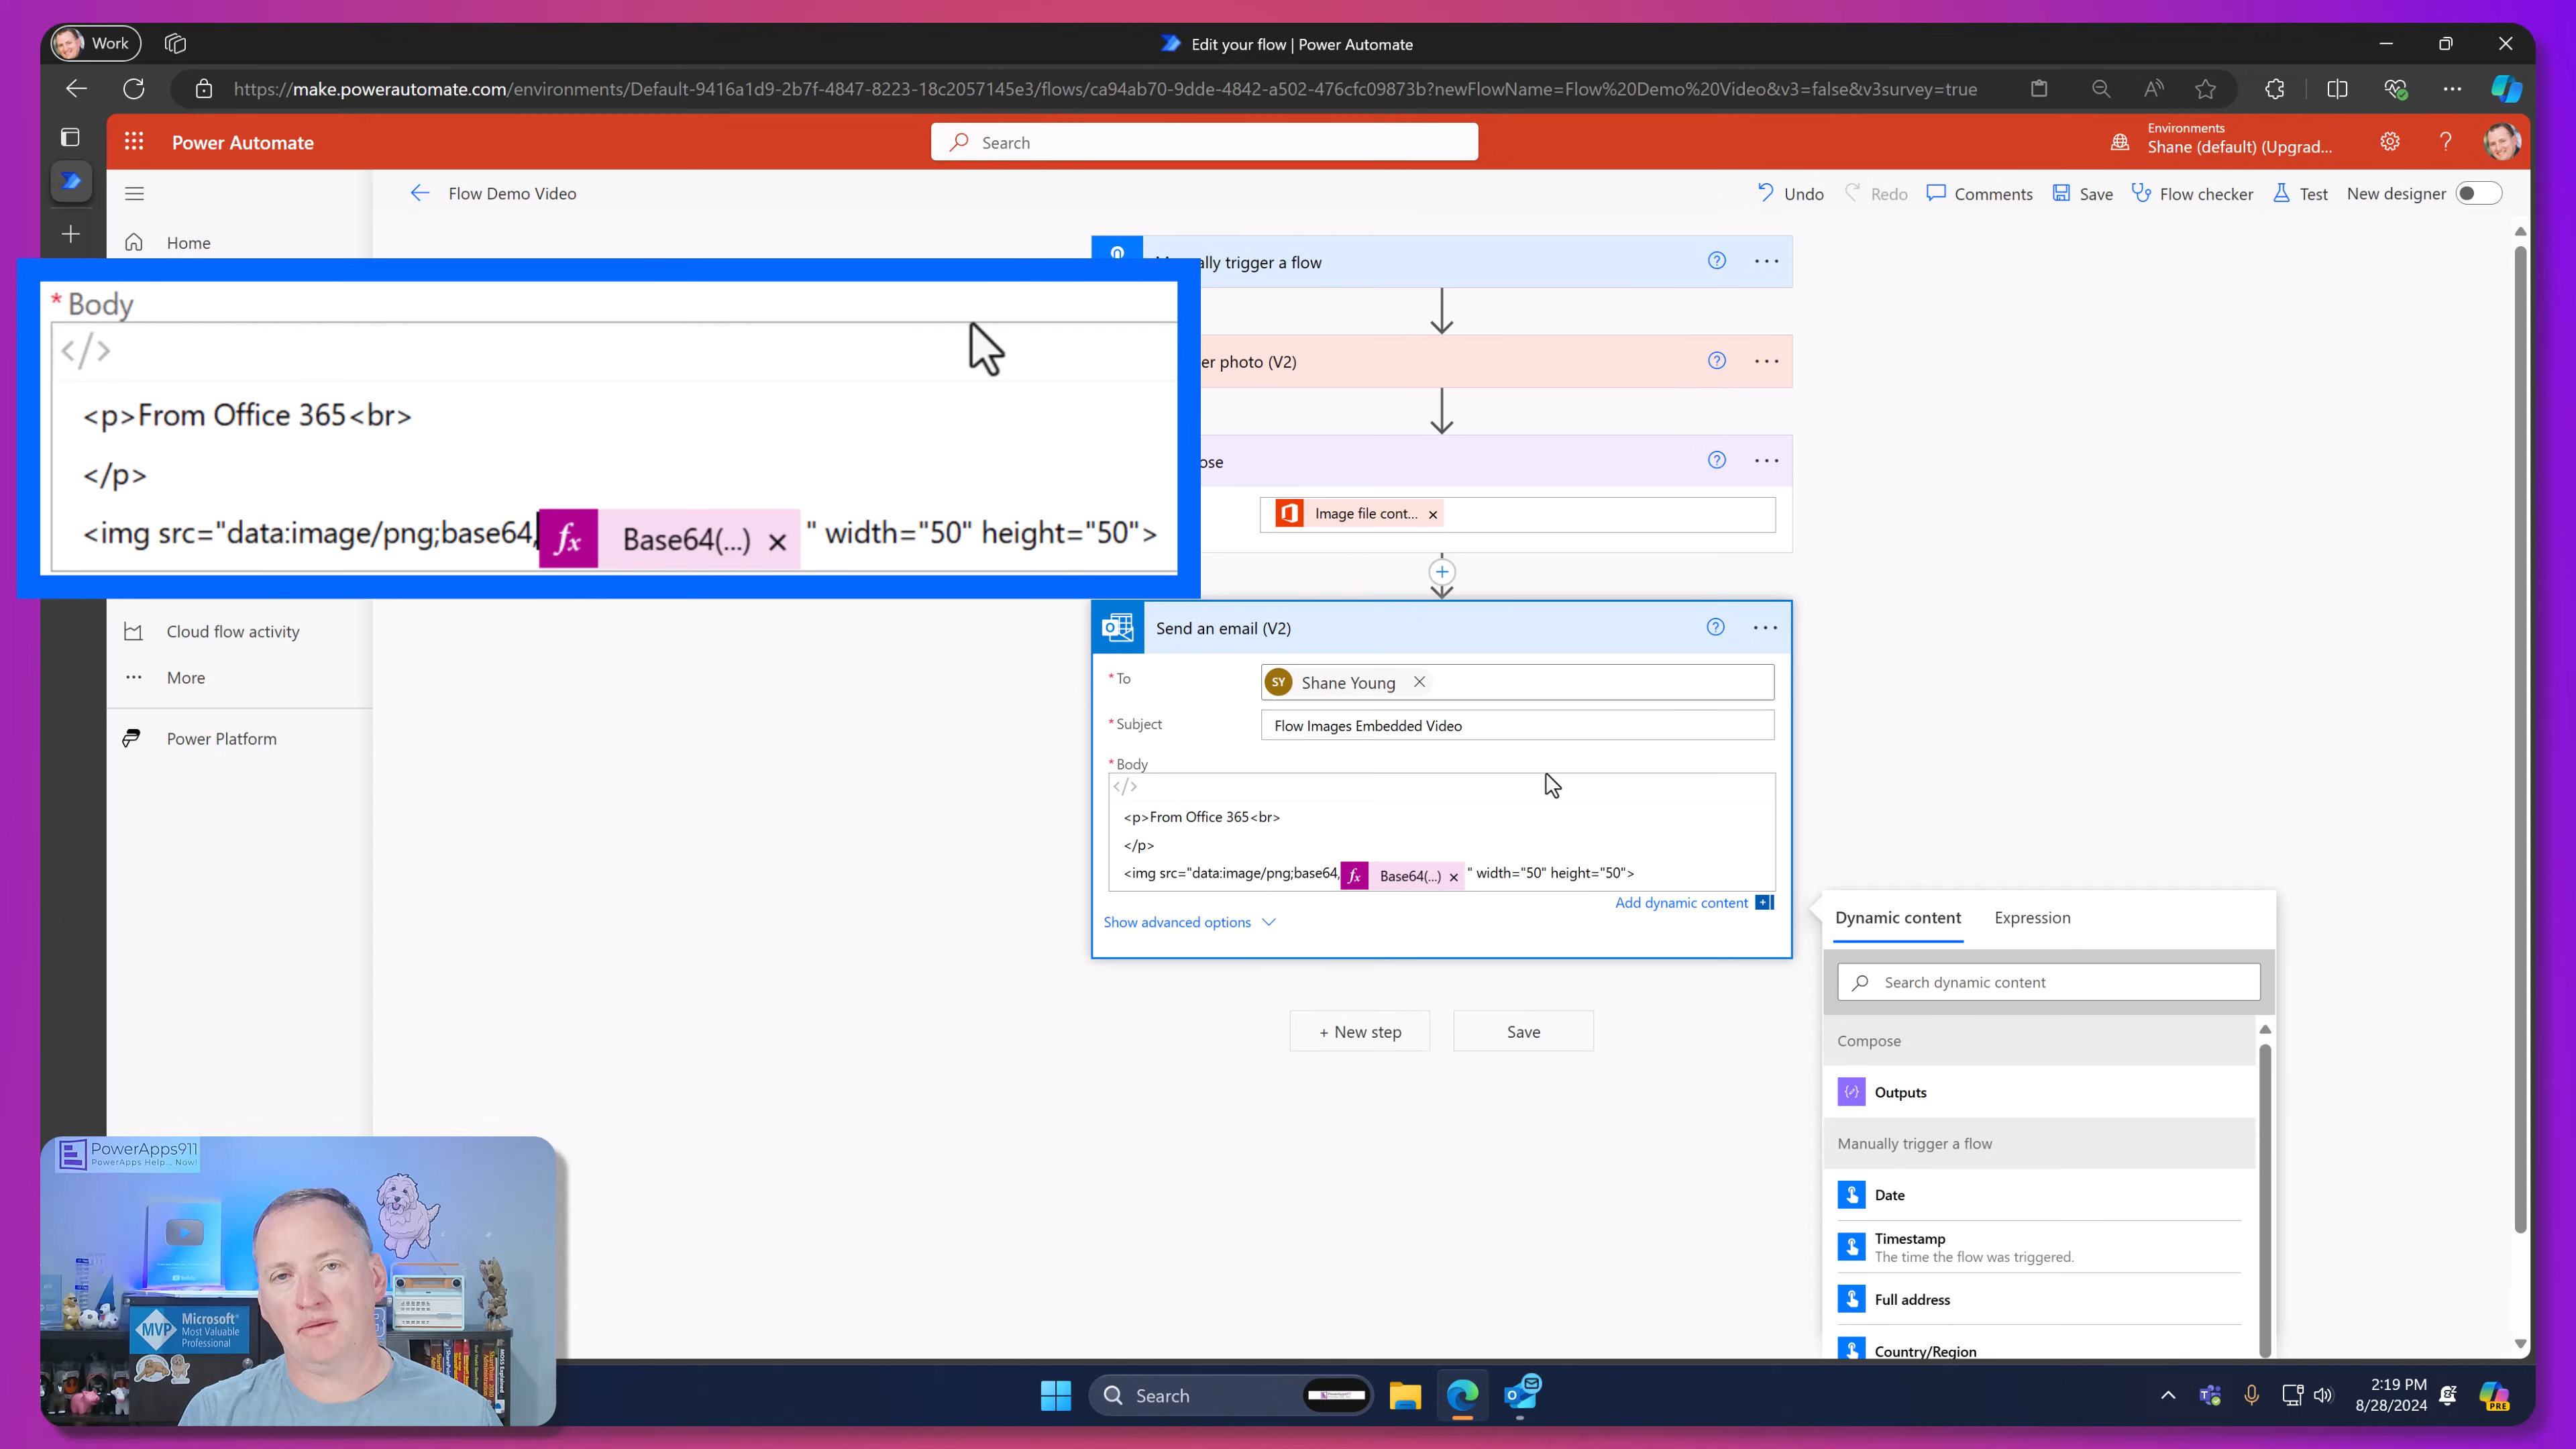 Work
Edit your flow | Power Automate
https://make.powerautomate.com/environments/Default-9416a1d9-2b7f-4847-8223-18c2057145e3/flows/ca94ab70-9dde-4842-a502-476cfc09873b?newFlowName=Flow%20Demo%20Video&v3=false&v3survey=true
Power Automate
Search
Environments
Shane (default) (Upgrad...
Flow Demo Video
Undo
Redo
Comments
Save
Flow checker
Test
New designer
Home
ally trigger a flow
* Body
</>
<p>From Office 365<br>
</p>
<img src="data:image/png;base64, fx Base64(...) × " width="50" height="50">
er photo (V2)
ose
Image file cont... ×
Cloud flow activity
More
Power Platform
Send an email (V2)
* To
SY Shane Young
* Subject
Flow Images Embedded Video
* Body
</>
<p>From Office 365<br>
</p>
<img src="data:image/png;base64, fx Base64(...) × " width="50" height="50">
Add dynamic content
Show advanced options
+ New step
Save
Dynamic content
Expression
Search dynamic content
Compose
Outputs
Manually trigger a flow
Date
Timestamp
The time the flow was triggered.
Full address
Country/Region
PowerApps911
PowerApps Help... Now!
MVP
Microsoft
Most Valuable
Professional
Search
2:19 PM
8/28/2024
PRE